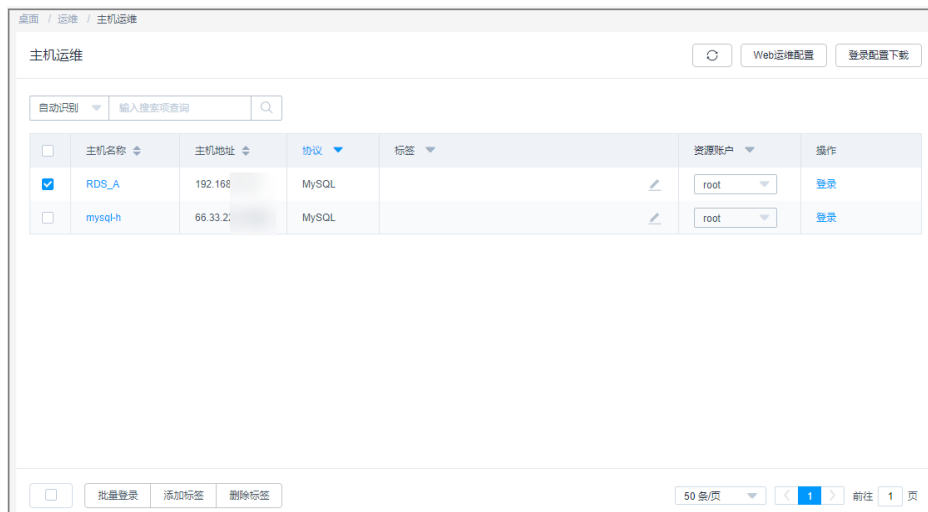 桌面 / 运维 / 主机运维
主机运维 Web运维配置 登录配置下载
自动识别 输入搜索项查询
主机名称 主机地址 协议 标签 资源账户 操作
RDS_A 192.168 MySQL root 登录
mysql-h 66.33.2 MySQL root 登录
批量登录 添加标签 删除标签 50 条/页 1 前往 1 页